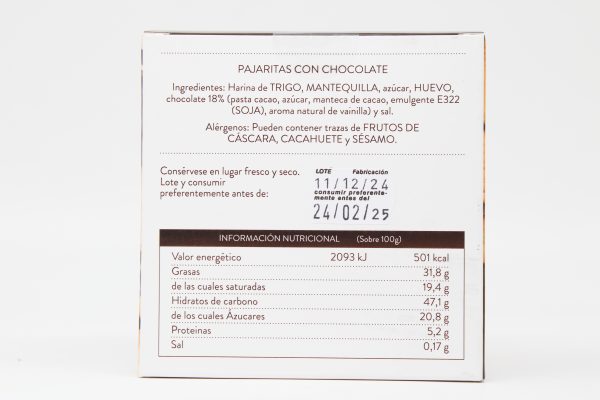 PAJARITAS CON CHOCOLATE
Ingredientes: Harina de TRIGO, MANTEQUILLA, azúcar, HUEVO,
chocolate 18% (pasta cacao, azúcar, manteca de cacao, emulgente E322
(SOJA), aroma natural de vainilla) y sal.
Alérgenos: Pueden contener trazas de FRUTOS DE
CÁSCARA, CACAHUETE y SÉSAMO.
Consérvese en lugar fresco y seco.
Lote y consumir
preferentemente antes de:
LOTE Fabricación
11/12/24
consumir preferente-
mente antes del
24/02/25
INFORMACIÓN NUTRICIONAL (Sobre 100g)
Valor energético 2093 kJ 501 kcal
Grasas 31,8 g
de las cuales saturadas 19,4 g
Hidratos de carbono 47,1 g
de los cuales Àzucares 20,8 g
Proteinas 5,2 g
Sal 0,17 g